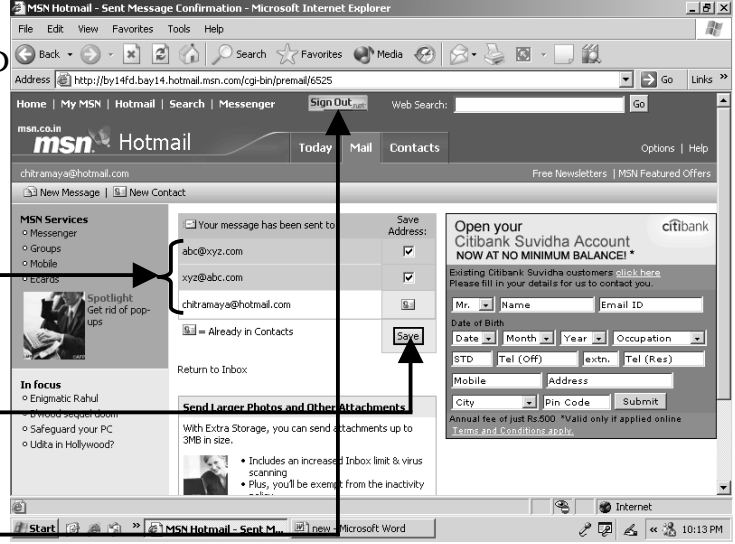 MSN Hotmail - Sent Message Confirmation - Microsoft Internet Explorer
File Edit View Favorites Tools Help
Back Search Favorites Media
Address http://by14fd.bay14.hotmail.msn.com/cgi-bin/premail/6525 Go Links »
Home | My MSN | Hotmail | Search | Messenger Sign Out.net Web Search: Go
msn.co.in
msn Hotmail Today Mail Contacts Options | Help
chitramaya@hotmail.com Free Newsletters | MSN Featured Offers
New Message | New Contact
MSN Services
Messenger
Groups
Mobile
Ecards
Spotlight
Get rid of pop-
ups
In focus
Enigmatic Rahul
B'wood sequel doom
Safeguard your PC
Udita in Hollywood?
Your message has been sent to Save
Address:
abc@xyz.com
xyz@abc.com
chitramaya@hotmail.com
= Already in Contacts Save
Return to Inbox
Send Larger Photos and Other Attachments
With Extra Storage, you can send attachments up to
3MB in size.
• Includes an increased Inbox limit & virus
scanning
• Plus, you'll be exempt from the inactivity
policy
Open your citibank
Citibank Suvidha Account
NOW AT NO MINIMUM BALANCE! *
Existing Citibank Suvidha customers click here
Please fill in your details for us to contact you.
Mr. Name Email ID
Date of Birth
Date Month Year Occupation
STD Tel (Off) extn. Tel (Res)
Mobile Address
City Pin Code Submit
Annual fee of just Rs.500 *Valid only if applied online
Terms and Conditions apply.
Internet
Start » MSN Hotmail - Sent M... new - Microsoft Word « 10:13 PM